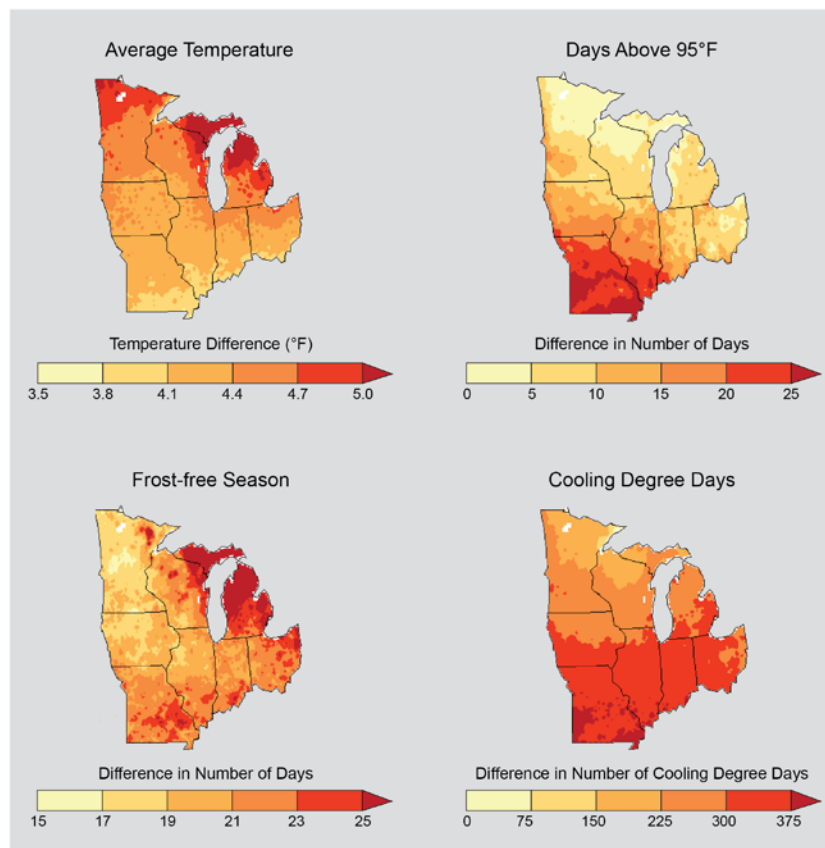 Average Temperature
Days Above 95°F
Temperature Difference (°F)
3.5 3.8 4.1 4.4 4.7 5.0
Difference in Number of Days
0 5 10 15 20 25
Frost-free Season
Cooling Degree Days
Difference in Number of Days
15 17 19 21 23 25
Difference in Number of Cooling Degree Days
0 75 150 225 300 375